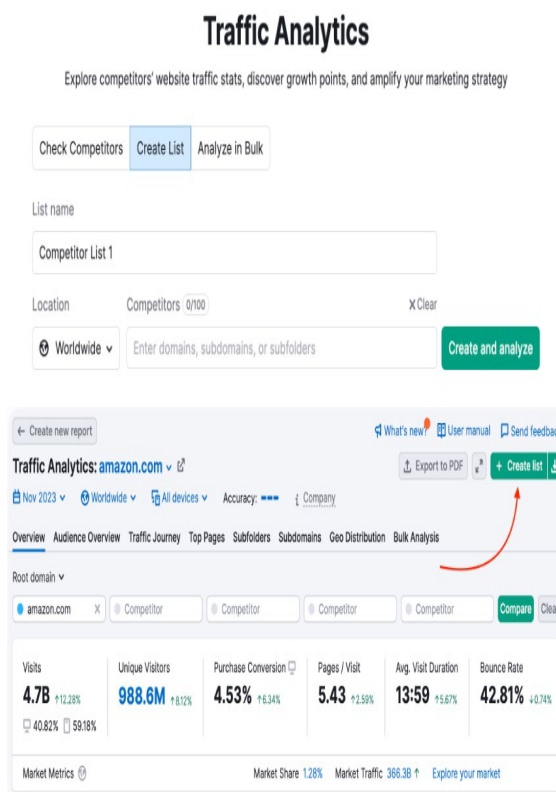 Traffic Analytics
Explore competitors' website traffic stats, discover growth points, and amplify your marketing strategy
Check Competitors Create List Analyze in Bulk
List name
Competitor List 1
Location Competitors 0/100 X Clear
Worldwide Enter domains, subdomains, or subfolders Create and analyze
← Create new report What's new? User manual Send feedbac
Traffic Analytics: amazon.com Export to PDF + Create list
Nov 2023 Worldwide All devices Accuracy: Company
Overview Audience Overview Traffic Journey Top Pages Subfolders Subdomains Geo Distribution Bulk Analysis
Root domain
amazon.com X Competitor Competitor Competitor Competitor Compare Clea
Visits Unique Visitors Purchase Conversion Pages / Visit Avg. Visit Duration Bounce Rate
4.7B ↑12.28% 988.6M ↑8.12% 4.53% ↑6.34% 5.43 ↑2.59% 13:59 ↑5.67% 42.81% ↓0.74%
40.82% 59.18%
Market Metrics Market Share 1.28% Market Traffic 366.3B ↑ Explore your market